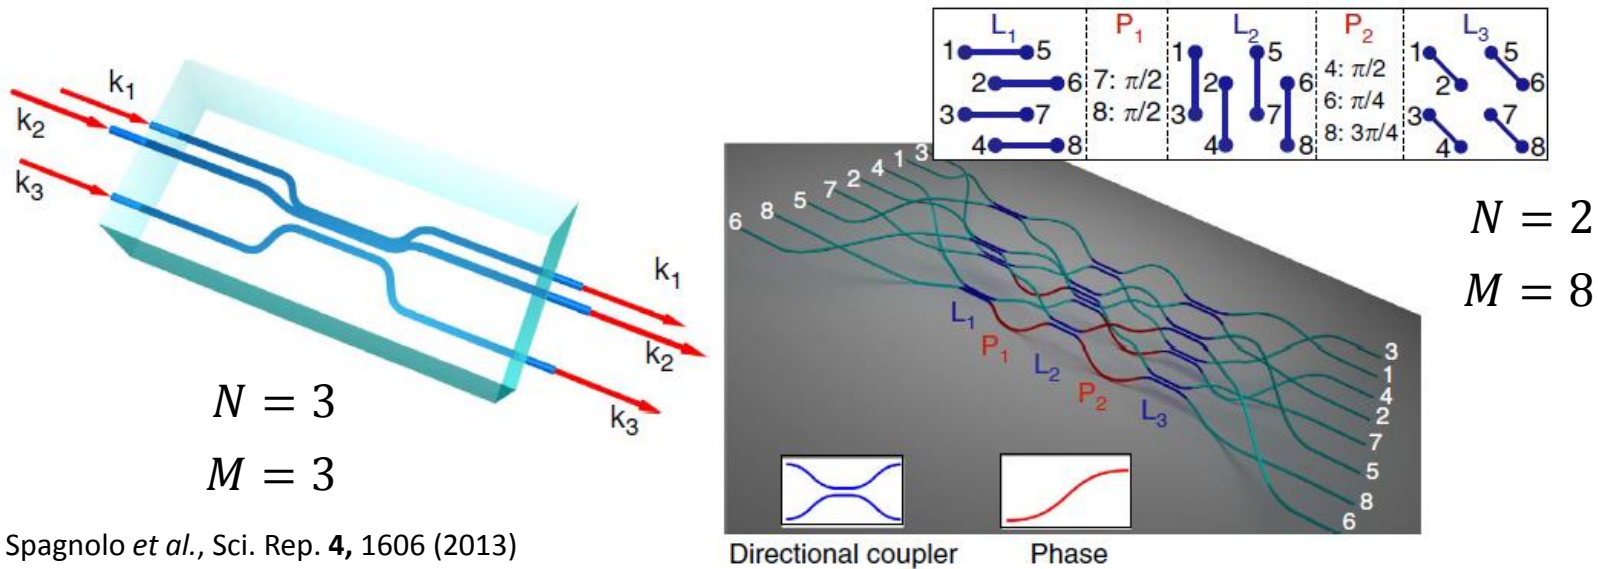 k₁
k₂
k₃
k₁
k₂
k₃
N = 3
M = 3
Spagnolo et al., Sci. Rep. 4, 1606 (2013)
L₁ P₁ L₂ P₂ L₃
1 5 1 5 1 5
2 6 2 6 2 6
3 7 3 7 3 7
4 8 4 8 4 8
7: π/2
8: π/2
4: π/2
6: π/4
8: 3π/4
6 8 5 7 2 4 1 3
L₁
P₁
L₂
P₂
L₃
3
1
4
2
7
5
8
6
Directional coupler
Phase
N = 2
M = 8